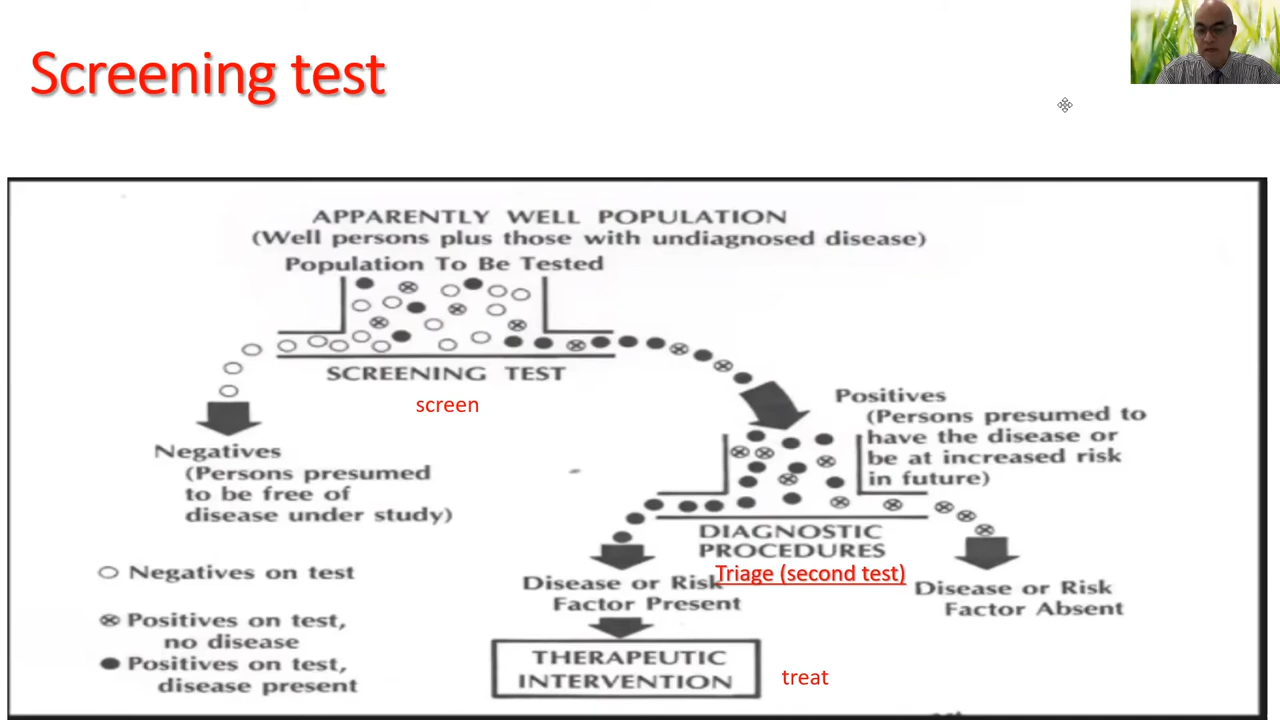 Screening test
APPARENTLY WELL POPULATION
(Well persons plus those with undiagnosed disease)
Population To Be Tested
SCREENING TEST
screen
Negatives
(Persons presumed
to be free of
disease under study)
Positives
(Persons presumed to
have the disease or
be at increased risk
in future)
DIAGNOSTIC
PROCEDURES
Triage (second test)
Disease or Risk
Factor Present
Disease or Risk
Factor Absent
THERAPEUTIC
INTERVENTION
treat
Negatives on test
Positives on test,
no disease
Positives on test,
disease present